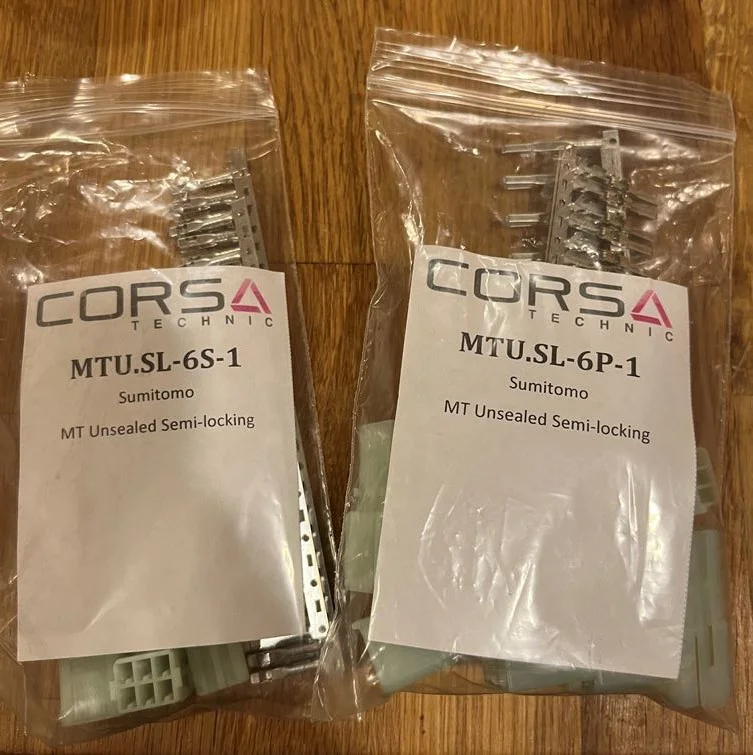 CORSA
TECHNIC
MTU.SL-6S-1
Sumitomo
MT Unsealed Semi-locking
CORSA
TECHNIC
MTU.SL-6P-1
Sumitomo
MT Unsealed Semi-locking